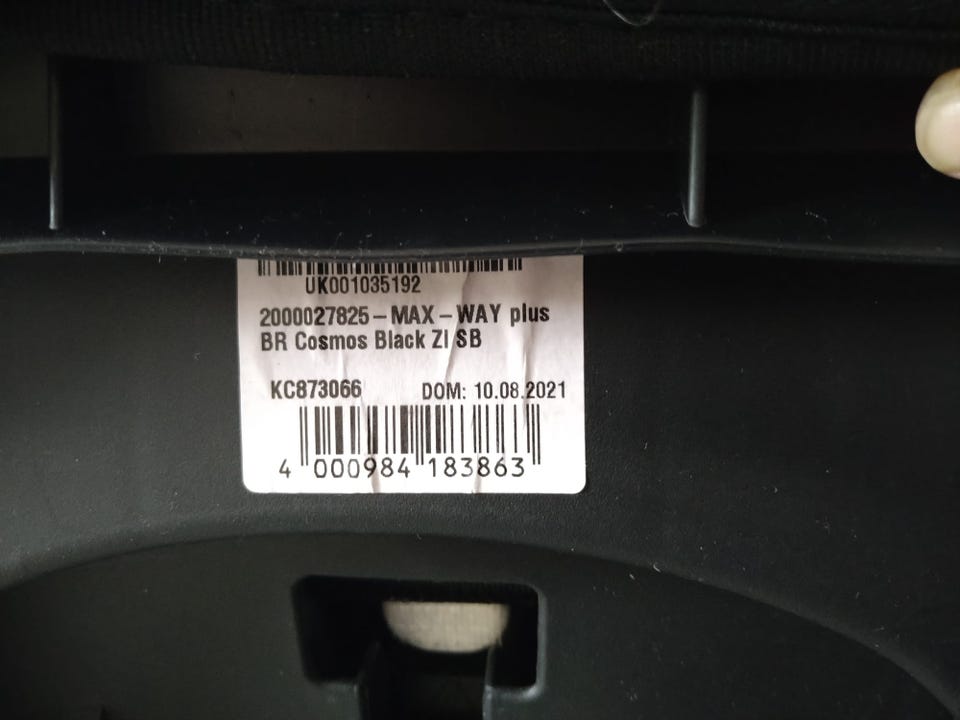 UK001035192
2000027825-MAX-WAY plus
BR Cosmos Black ZI SB
KC873066 DOM: 10.08.2021
4 000984 183863